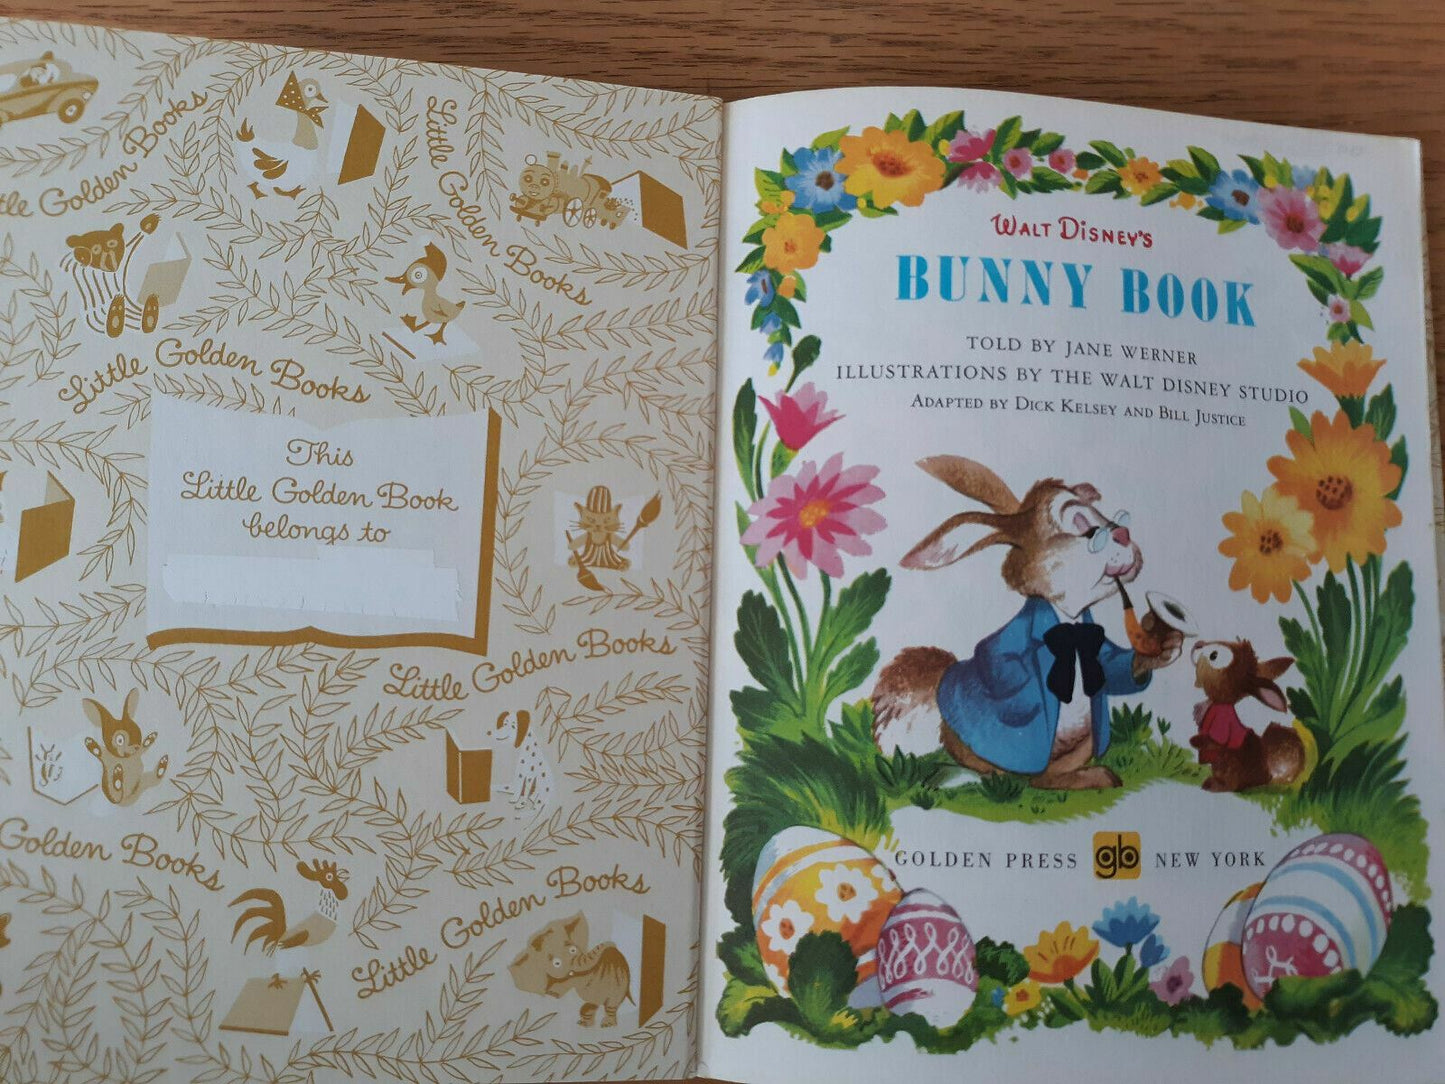 Little Golden Books
Little Golden Books
Little Golden Books
This
Little Golden Book
belongs to
Little Golden Books
Golden Books
Little Golden Books
WALT DISNEY'S
BUNNY BOOK
TOLD BY JANE WERNER
ILLUSTRATIONS BY THE WALT DISNEY STUDIO
ADAPTED BY DICK KELSEY AND BILL JUSTICE
GOLDEN PRESS gb NEW YORK